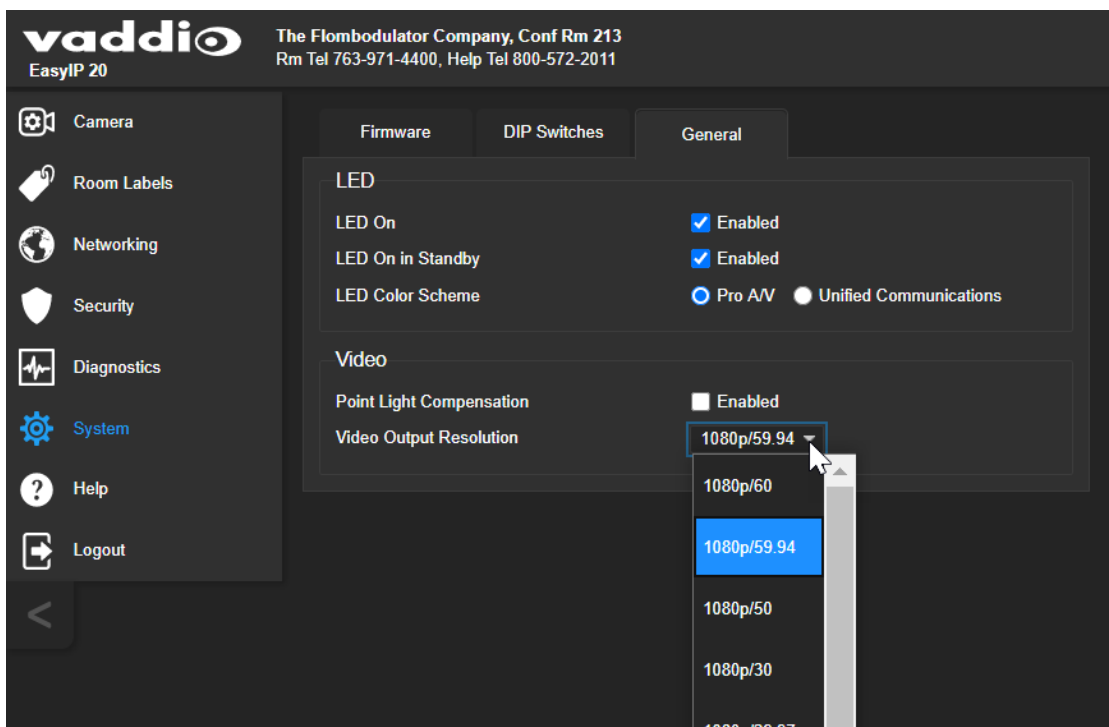 vaddio
EasyIP 20
The Flombodulator Company, Conf Rm 213
Rm Tel 763-971-4400, Help Tel 800-572-2011
Camera
Room Labels
Networking
Security
Diagnostics
System
Help
Logout
<
Firmware DIP Switches General
LED
LED On Enabled
LED On in Standby Enabled
LED Color Scheme Pro A/V Unified Communications
Video
Point Light Compensation Enabled
Video Output Resolution 1080p/59.94
1080p/60
1080p/59.94
1080p/50
1080p/30